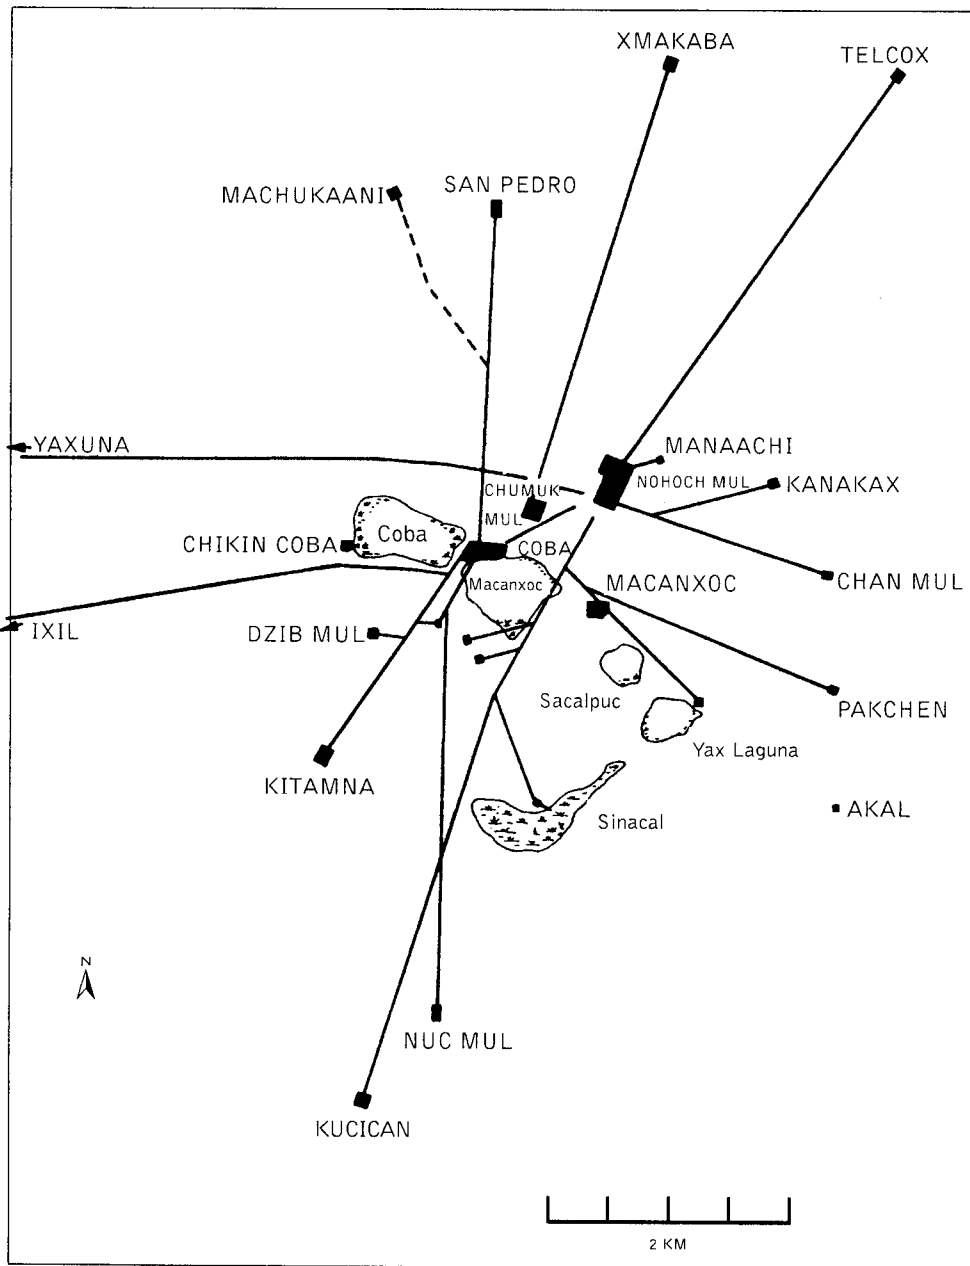 XMAKABA
TELCOX
MACHUKAANI
SAN PEDRO
YAXUNA
MANAACHI
NOHOCH MUL
KANAKAX
CHUMUK
MUL
CHIKIN COBA
Coba
COBA
Macanxoc
MACANXOC
CHAN MUL
IXIL
DZIB MUL
Sacalpuc
PAKCHEN
Yax Laguna
KITAMNA
Sinacal
AKAL
N
NUC MUL
KUCICAN
2 KM